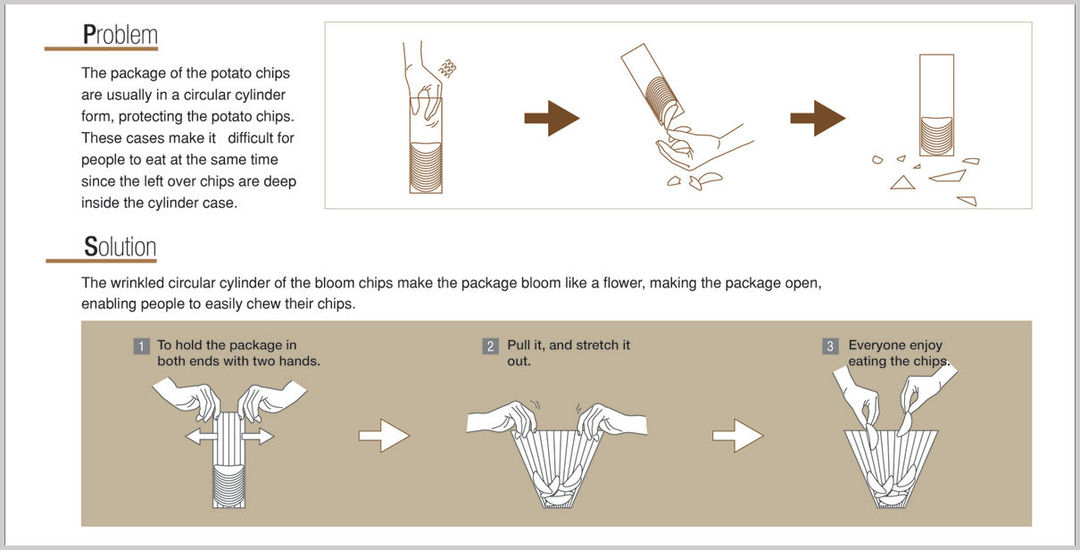 Problem
The package of the potato chips
are usually in a circular cylinder
form, protecting the potato chips.
These cases make it difficult for
people to eat at the same time
since the left over chips are deep
inside the cylinder case.
Solution
The wrinkled circular cylinder of the bloom chips make the package bloom like a flower, making the package open,
enabling people to easily chew their chips.
1 To hold the package in
both ends with two hands.
2 Pull it, and stretch it
out.
3 Everyone enjoy
eating the chips.